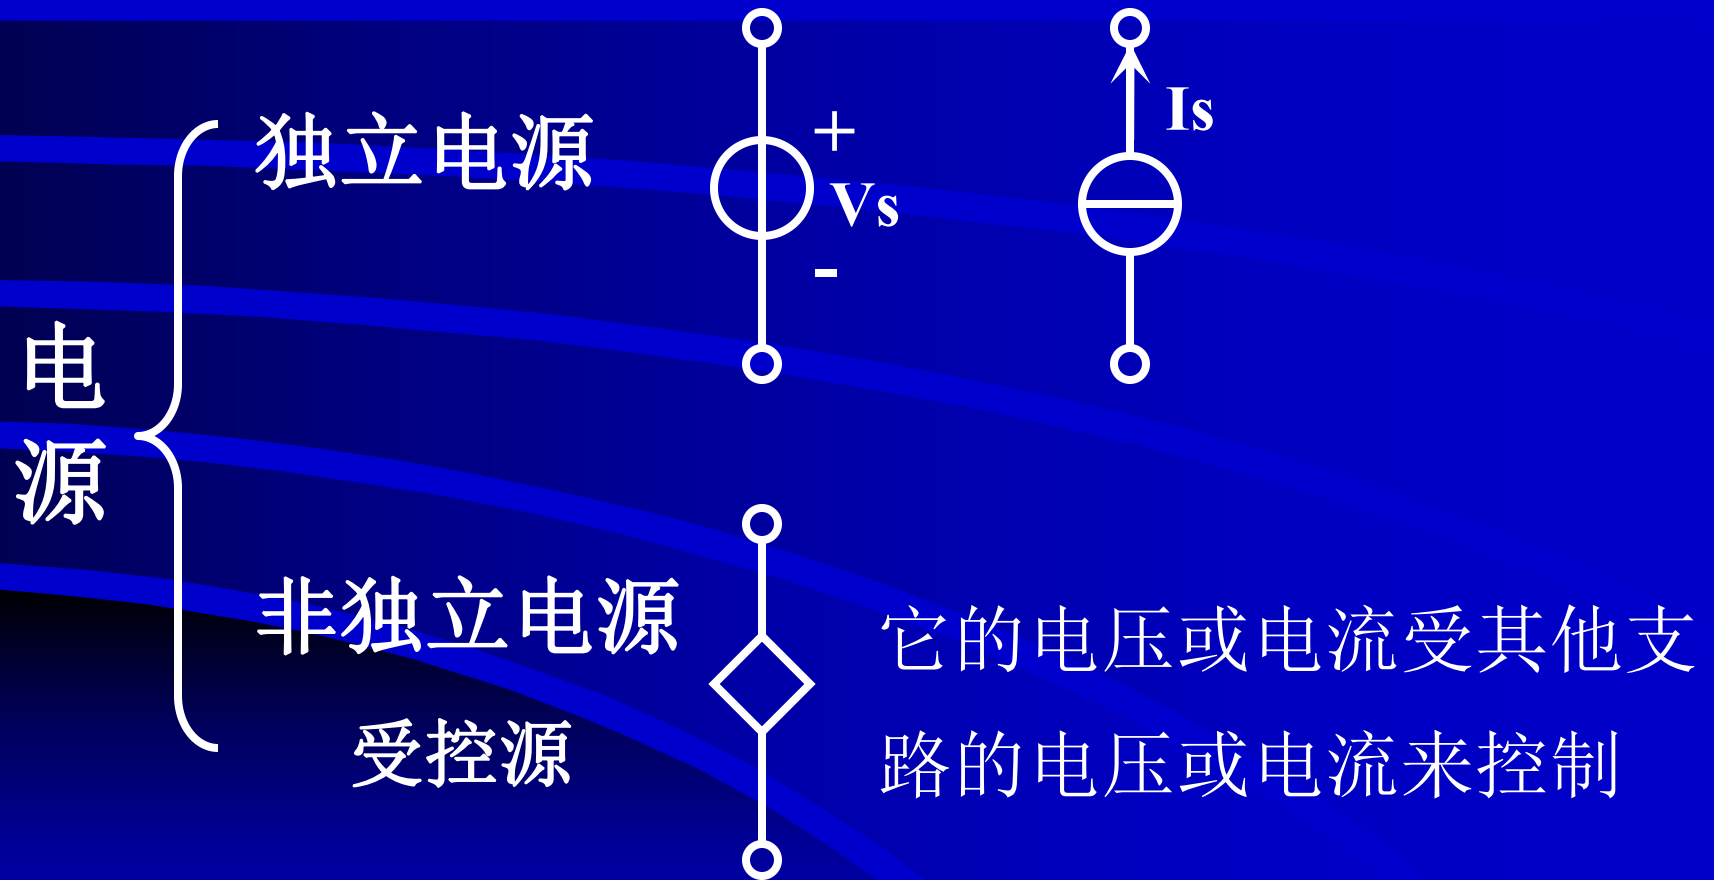 独立电源
+
Vs
-
Is
电
源
非独立电源
受控源
它的电压或电流受其他支
路的电压或电流来控制